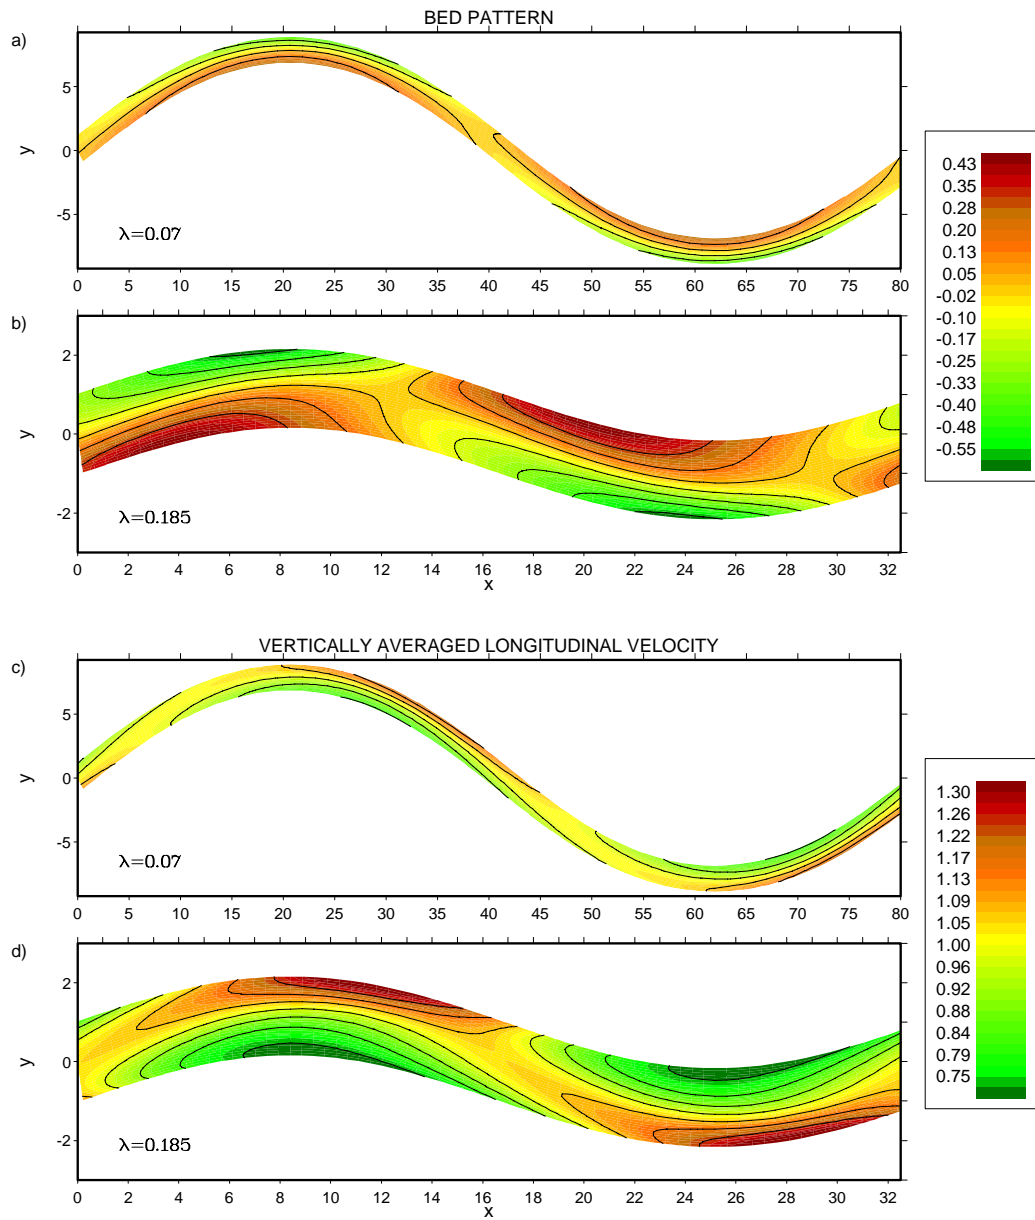 BED PATTERN
a)
5
0
-5
y
λ=0.07
0 5 10 15 20 25 30 35 40 45 50 55 60 65 70 75 80
b)
2
0
-2
y
λ=0.185
0 2 4 6 8 10 12 14 16 18 20 22 24 26 28 30 32
x
0.43
0.35
0.28
0.20
0.13
0.05
-0.02
-0.10
-0.17
-0.25
-0.33
-0.40
-0.48
-0.55
VERTICALLY AVERAGED LONGITUDINAL VELOCITY
c)
5
0
-5
y
λ=0.07
0 5 10 15 20 25 30 35 40 45 50 55 60 65 70 75 80
d)
2
0
-2
y
λ=0.185
0 2 4 6 8 10 12 14 16 18 20 22 24 26 28 30 32
x
1.30
1.26
1.22
1.17
1.13
1.09
1.05
1.00
0.96
0.92
0.88
0.84
0.79
0.75